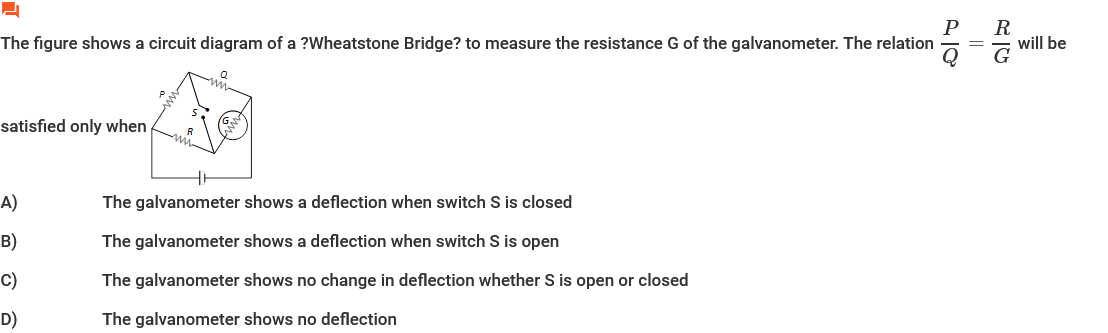 The figure shows a circuit diagram of a ?Wheatstone Bridge? to measure the resistance G of the galvanometer. The relation P/Q = R/G will be
satisfied only when
Q
P
S
G
R
A) The galvanometer shows a deflection when switch S is closed
B) The galvanometer shows a deflection when switch S is open
C) The galvanometer shows no change in deflection whether S is open or closed
D) The galvanometer shows no deflection